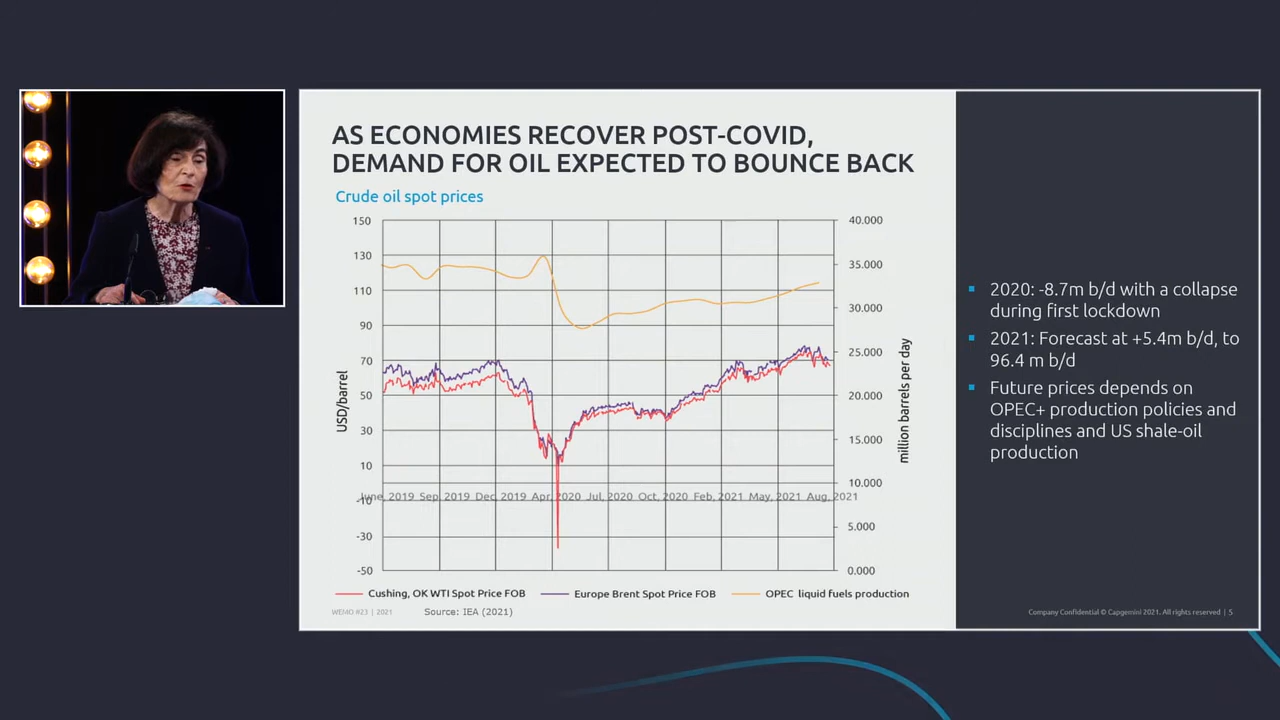 AS ECONOMIES RECOVER POST-COVID,
DEMAND FOR OIL EXPECTED TO BOUNCE BACK
Crude oil spot prices
150
130
110
90
70
50
30
10
-10
-30
-50
USD/barrel
40.000
35.000
30.000
25.000
20.000
15.000
10.000
5.000
0.000
million barrels per day
June, 2019 Sep, 2019 Dec, 2019 Apr, 2020 Jul, 2020 Oct, 2020 Feb, 2021 May, 2021 Aug, 2021
Cushing, OK WTI Spot Price FOB Europe Brent Spot Price FOB OPEC liquid fuels production
WEMO #23 | 2021 Source: IEA (2021)
2020: -8.7m b/d with a collapse
during first lockdown
2021: Forecast at +5.4m b/d, to
96.4 m b/d
Future prices depends on
OPEC+ production policies and
disciplines and US shale-oil
production
Company Confidential © Capgemini 2021. All rights reserved | 5